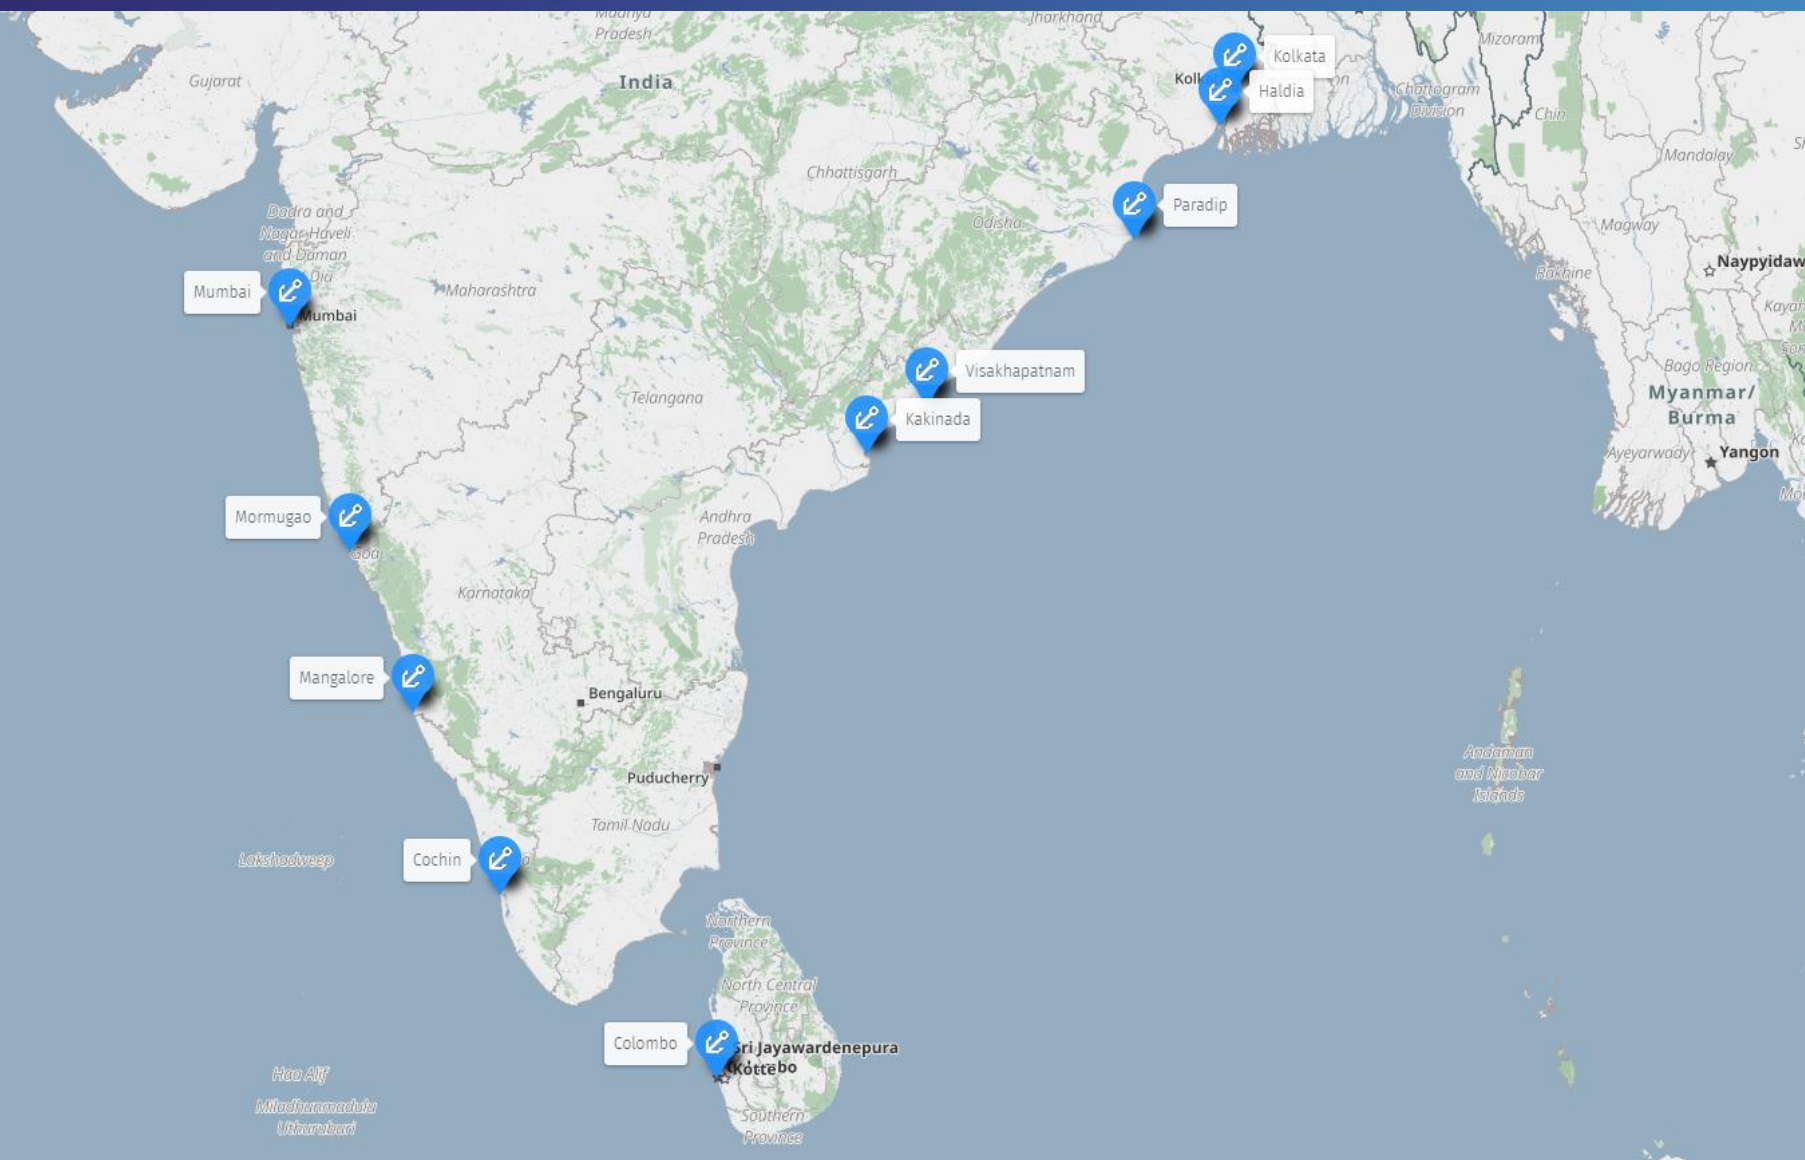 Madhya
Pradesh
Jharkhand
Mizoram
Gujarat
India
Kolkata
Haldia
Chattogram
Division
Chin
Mandalay
Chhattisgarh
Paradip
Odisha
Magway
Dadra and
Nagar Haveli
and Daman
Diu
Naypyidaw
Rakhine
Mumbai
Maharashtra
Mumbai
Visakhapatnam
Bago Region
Myanmar/
Burma
Telangana
Kakinada
Ayeyarwady
Yangon
Mormugao
Goa
Andhra
Pradesh
Karnataka
Mangalore
Bengaluru
Puducherry
Andaman
and Nicobar
Islands
Tamil Nadu
Lakshadweep
Cochin
Northern
Province
North Central
Province
Colombo
Sri Jayawardenepura
Kotte
Haa Alif
Miladhunmadulu
Uthuruburi
Southern
Province